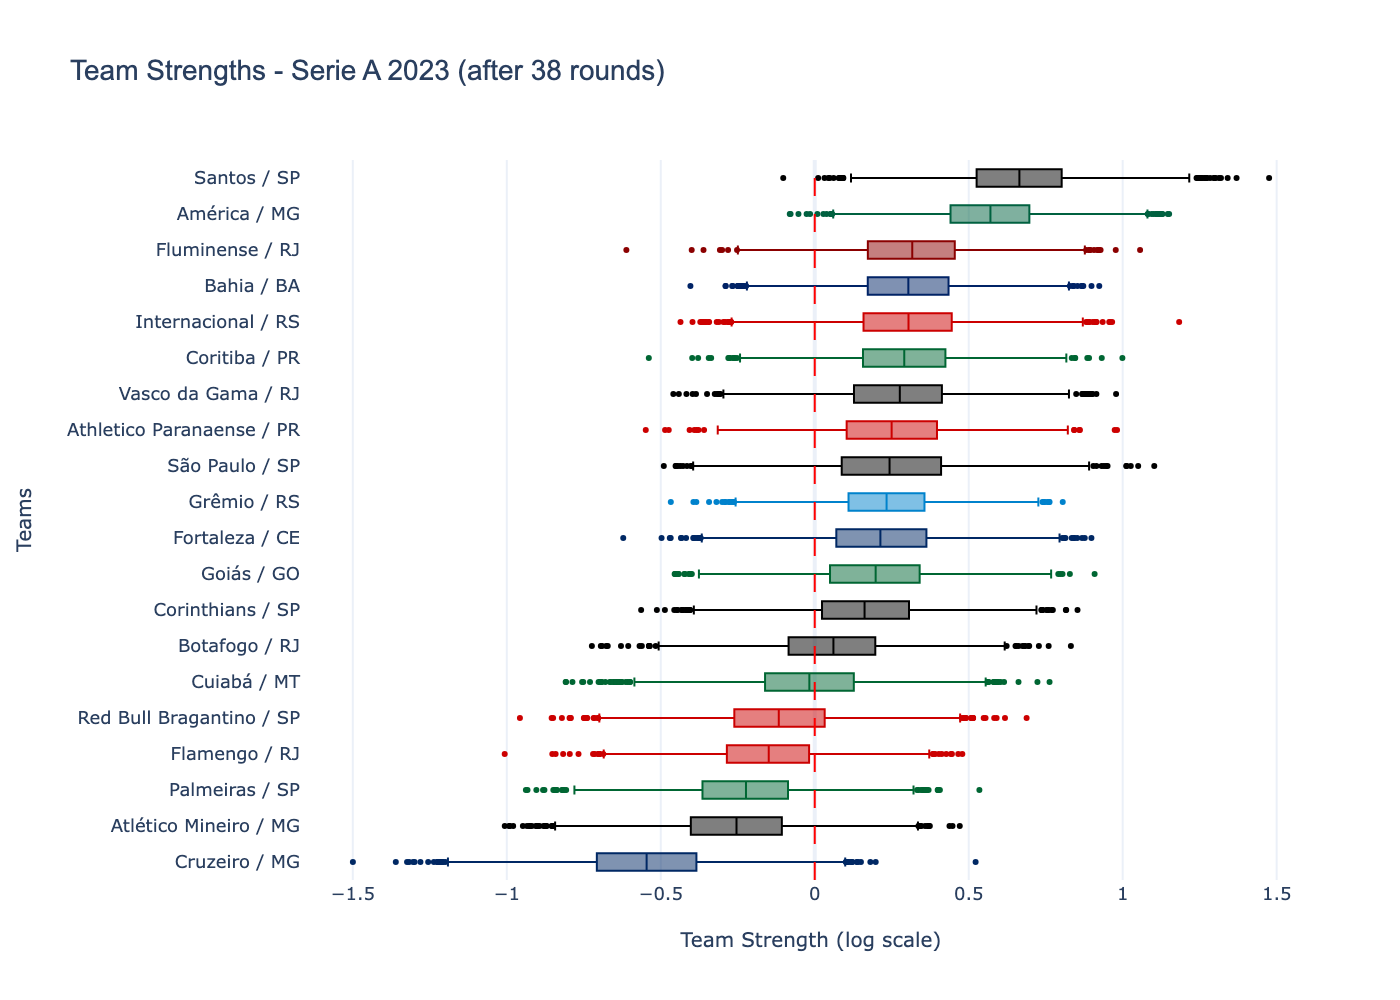 Team Strengths - Serie A 2023 (after 38 rounds)
Teams
Santos / SP
América / MG
Fluminense / RJ
Bahia / BA
Internacional / RS
Coritiba / PR
Vasco da Gama / RJ
Athletico Paranaense / PR
São Paulo / SP
Grêmio / RS
Fortaleza / CE
Goiás / GO
Corinthians / SP
Botafogo / RJ
Cuiabá / MT
Red Bull Bragantino / SP
Flamengo / RJ
Palmeiras / SP
Atlético Mineiro / MG
Cruzeiro / MG
−1.5 −1 −0.5 0 0.5 1 1.5
Team Strength (log scale)